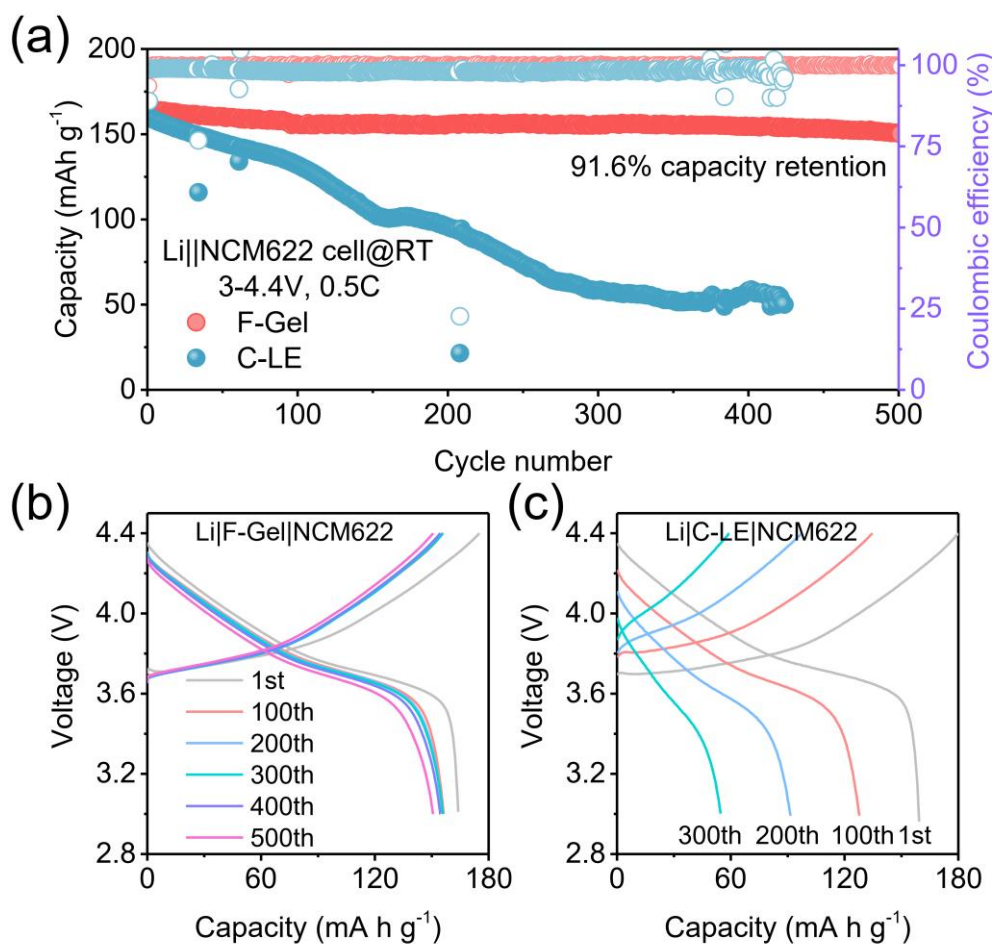 (a)
200
150
100
50
0
Capacity (mAh g⁻¹)
100
75
50
25
0
Coulombic efficiency (%)
91.6% capacity retention
Li||NCM622 cell@RT
3-4.4V, 0.5C
F-Gel
C-LE
0 100 200 300 400 500
Cycle number
(b)
Li|F-Gel|NCM622
4.4
4.0
3.6
3.2
2.8
Voltage (V)
1st
100th
200th
300th
400th
500th
0 60 120 180
Capacity (mA h g⁻¹)
(c)
Li|C-LE|NCM622
4.4
4.0
3.6
3.2
2.8
Voltage (V)
300th 200th 100th 1st
0 60 120 180
Capacity (mA h g⁻¹)